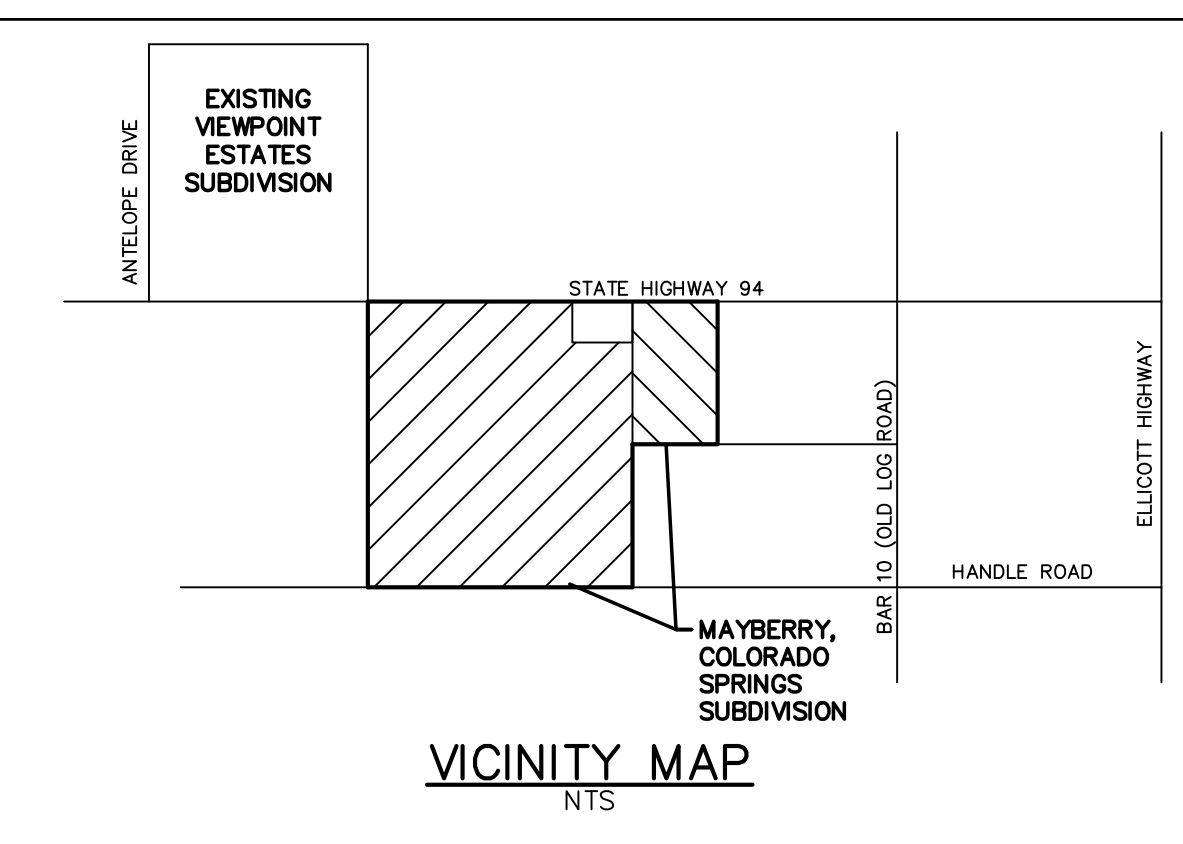 EXISTING
VIEWPOINT
ESTATES
SUBDIVISION
ANTELOPE DRIVE
STATE HIGHWAY 94
BAR 10 (OLD LOG ROAD)
ELLICOTT HIGHWAY
HANDLE ROAD
MAYBERRY,
COLORADO
SPRINGS
SUBDIVISION
VICINITY MAP
NTS